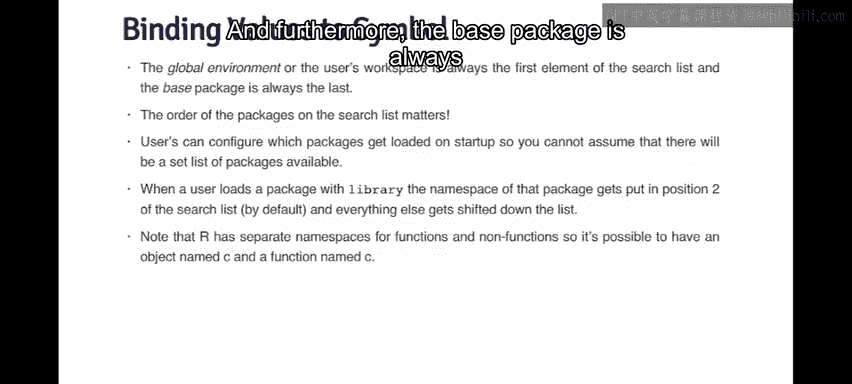 Binding Values to Symbol
And furthermore, the base package is
always
· The global environment or the user's workspace is always the first element of the search list and
the base package is always the last.
· The order of the packages on the search list matters!
· User's can configure which packages get loaded on startup so you cannot assume that there will
be a set list of packages available.
· When a user loads a package with library the namespace of that package gets put in position 2
of the search list (by default) and everything else gets shifted down the list.
· Note that R has separate namespaces for functions and non-functions so it's possible to have an
object named c and a function named c.